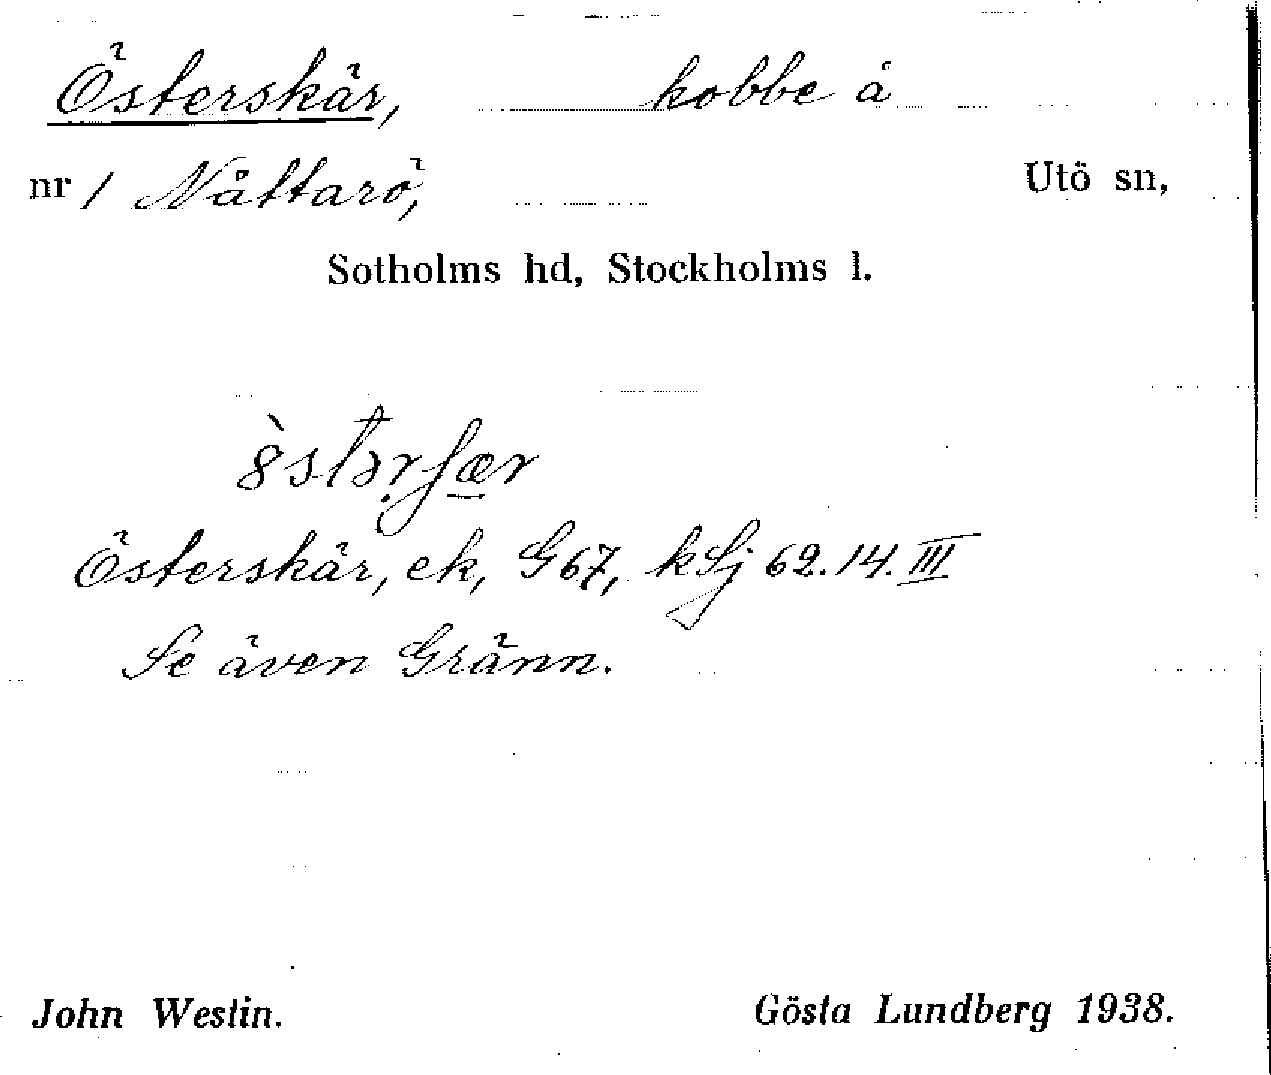 Österskär, kobbe å
nr 1 Nåttarö, Utö sn,
Sotholms hd, Stockholms l.
Österskär, ek, G67, kSj 62.14.III
Se även Gränn.
John Westin. Gösta Lundberg 1938.